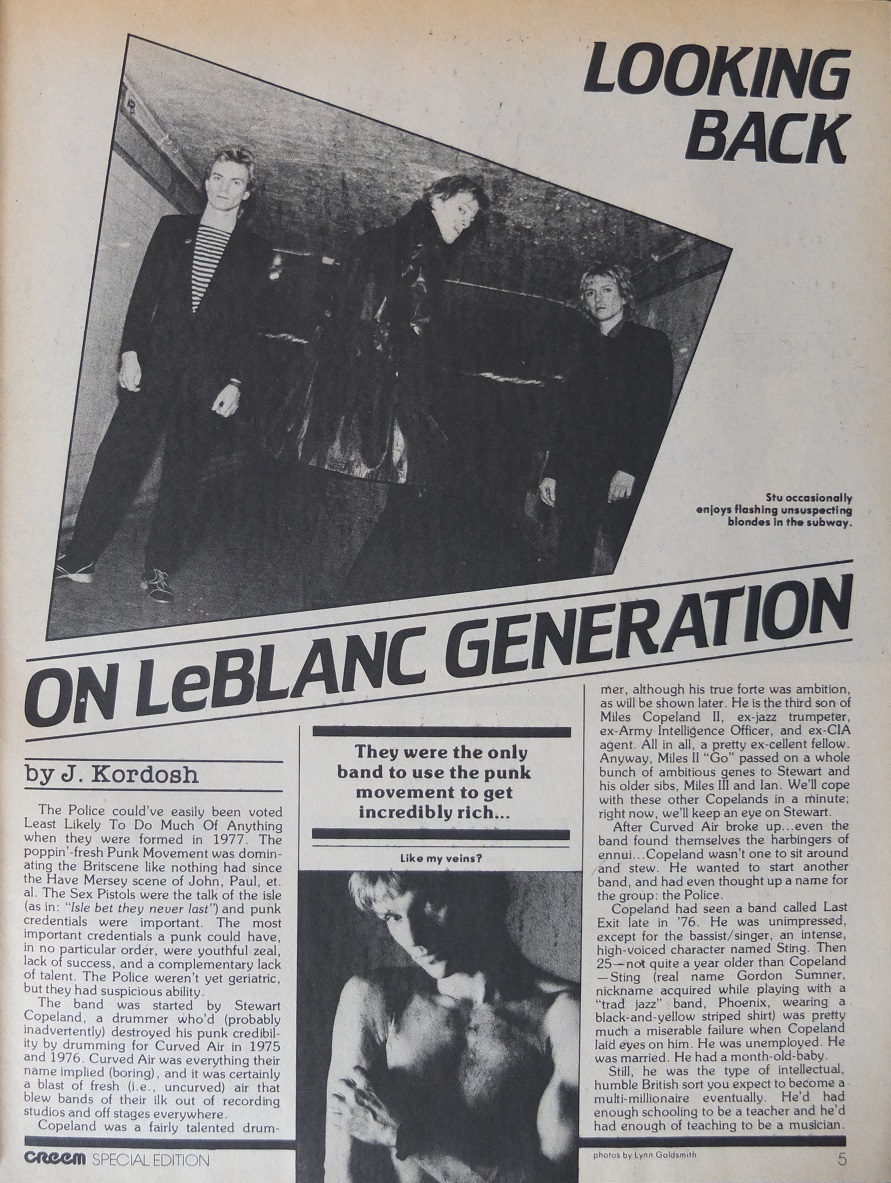 LOOKING
BACK
Stu occasionally
enjoys flashing unsuspecting
blondes in the subway.
ON LeBLANC GENERATION
by J. Kordosh
The Police could've easily been voted
Least Likely To Do Much Of Anything
when they were formed in 1977. The
poppin'-fresh Punk Movement was domin-
ating the Britscene like nothing had since
the Have Mersey scene of John, Paul, et.
al. The Sex Pistols were the talk of the isle
(as in: "Isle bet they never last") and punk
credentials were important. The most
important credentials a punk could have,
in no particular order, were youthful zeal,
lack of success, and a complementary lack
of talent. The Police weren't yet geriatric,
but they had suspicious ability.
The band was started by Stewart
Copeland, a drummer who'd (probably
inadvertently) destroyed his punk credibil-
ity by drumming for Curved Air in 1975
and 1976. Curved Air was everything their
name implied (boring), and it was certainly
a blast of fresh (i.e., uncurved) air that
blew bands of their ilk out of recording
studios and off stages everywhere.
Copeland was a fairly talented drum-
They were the only
band to use the punk
movement to get
incredibly rich...
Like my veins?
mer, although his true forte was ambition,
as will be shown later. He is the third son of
Miles Copeland II, ex-jazz trumpeter,
ex-Army Intelligence Officer, and ex-CIA
agent. All in all, a pretty ex-cellent fellow.
Anyway, Miles II "Go" passed on a whole
bunch of ambitious genes to Stewart and
his older sibs, Miles III and Ian. We'll cope
with these other Copelands in a minute;
right now, we'll keep an eye on Stewart.
After Curved Air broke up...even the
band found themselves the harbingers of
ennui...Copeland wasn't one to sit around
and stew. He wanted to start another
band, and had even thought up a name for
the group: the Police.
Copeland had seen a band called Last
Exit late in '76. He was unimpressed,
except for the bassist/singer, an intense,
high-voiced character named Sting. Then
25—not quite a year older than Copeland
—Sting (real name Gordon Sumner,
nickname acquired while playing with a
"trad jazz" band, Phoenix, wearing a
black-and-yellow striped shirt) was pretty
much a miserable failure when Copeland
laid eyes on him. He was unemployed. He
was married. He had a month-old-baby.
Still, he was the type of intellectual,
humble British sort you expect to become a
multi-millionaire eventually. He'd had
enough schooling to be a teacher and he'd
had enough of teaching to be a musician.
CREEM SPECIAL EDITION
photos by Lynn Goldsmith
5